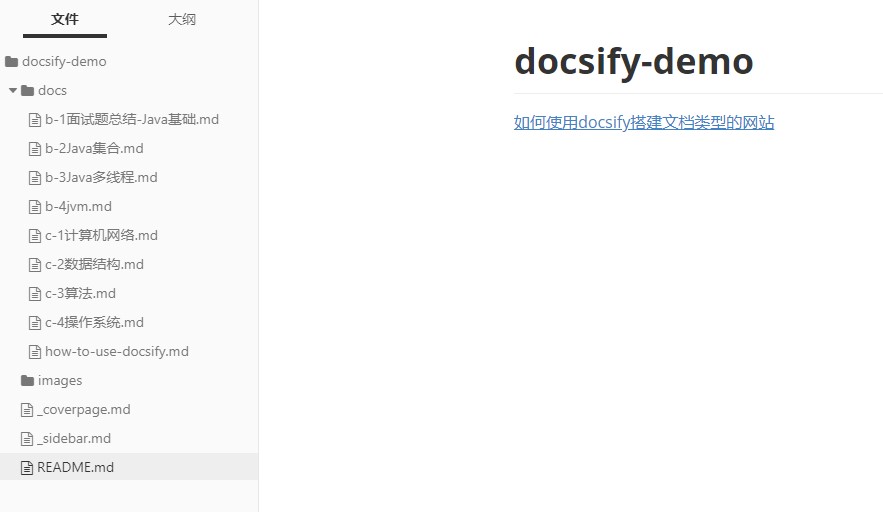 文件
大纲
docsify-demo
docs
b-1面试题总结-Java基础.md
b-2Java集合.md
b-3Java多线程.md
b-4jvm.md
c-1计算机网络.md
c-2数据结构.md
c-3算法.md
c-4操作系统.md
how-to-use-docsify.md
images
_coverpage.md
_sidebar.md
README.md
docsify-demo
如何使用docsify搭建文档类型的网站